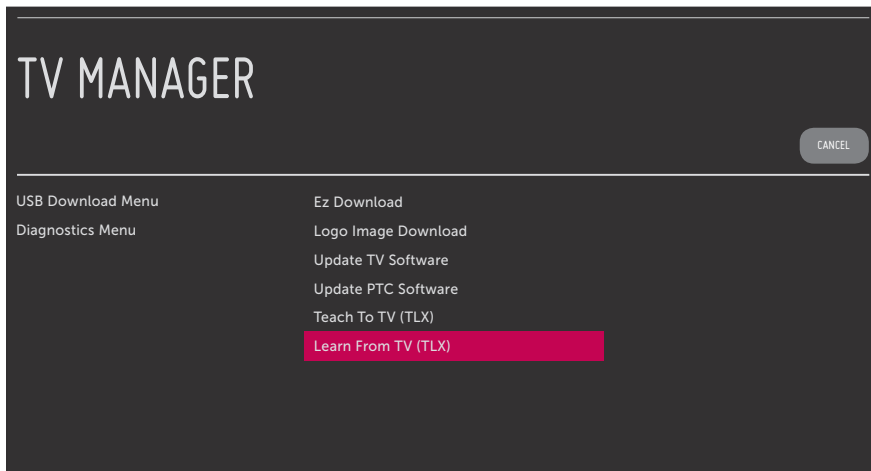 TV MANAGER
CANCEL
USB Download Menu
Diagnostics Menu
Ez Download
Logo Image Download
Update TV Software
Update PTC Software
Teach To TV (TLX)
Learn From TV (TLX)